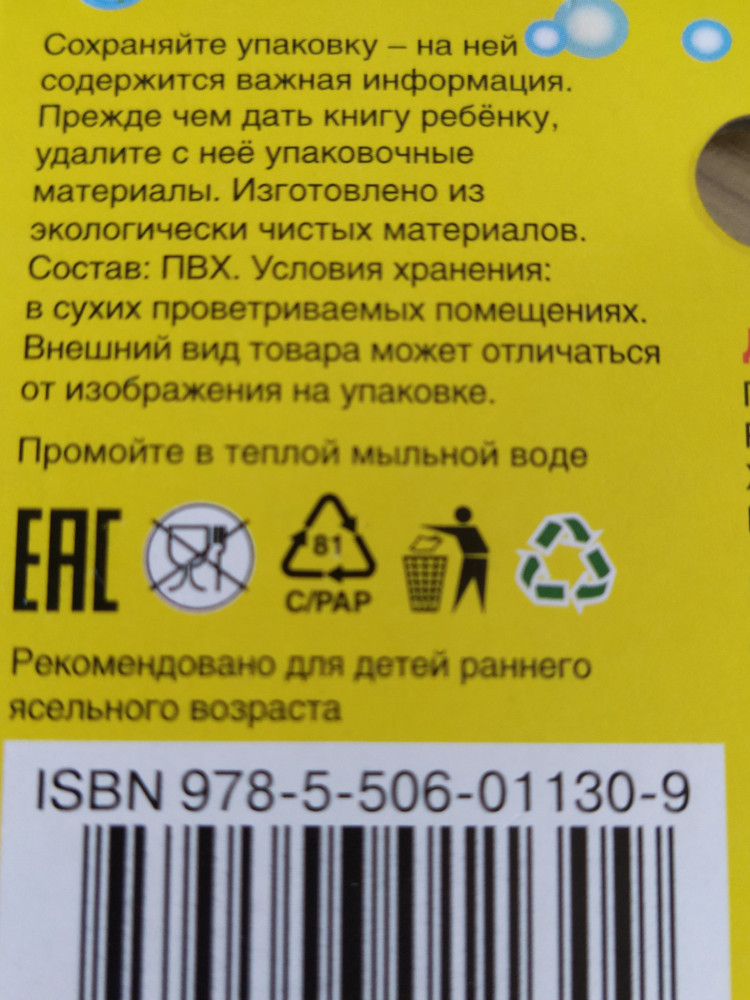 Сохраняйте упаковку – на ней
содержится важная информация.
Прежде чем дать книгу ребёнку,
удалите с неё упаковочные
материалы. Изготовлено из
экологически чистых материалов.
Состав: ПВХ. Условия хранения:
в сухих проветриваемых помещениях.
Внешний вид товара может отличаться
от изображения на упаковке.
Промойте в теплой мыльной воде
ЕАС
81
C/PAP
Рекомендовано для детей раннего
ясельного возраста
ISBN 978-5-506-01130-9